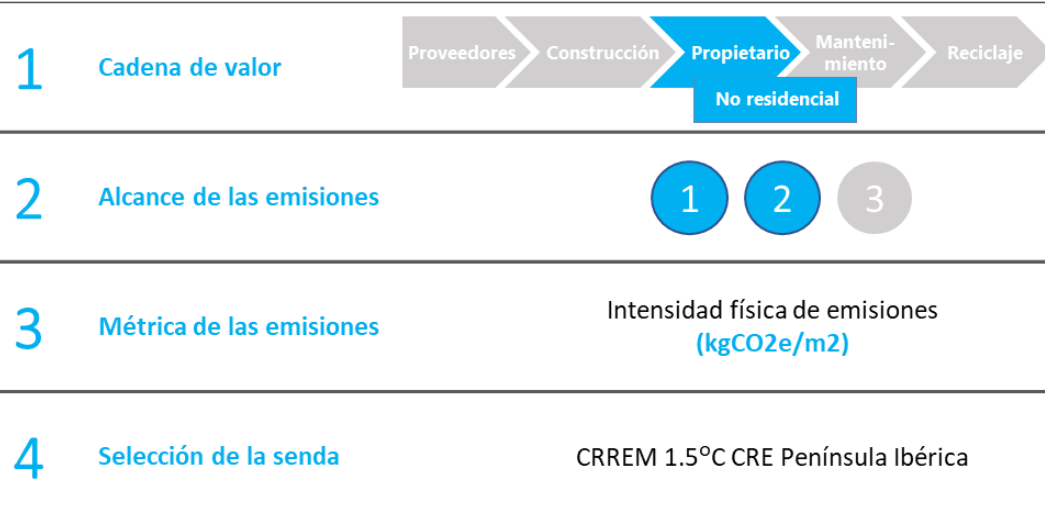 1
Cadena de valor
Proveedores
Construcción
Propietario
Manteni-
miento
Reciclaje
No residencial
2
Alcance de las emisiones
1
2
3
3
Métrica de las emisiones
Intensidad física de emisiones
(kgCO2e/m2)
4
Selección de la senda
CRREM 1.5ºC CRE Península Ibérica